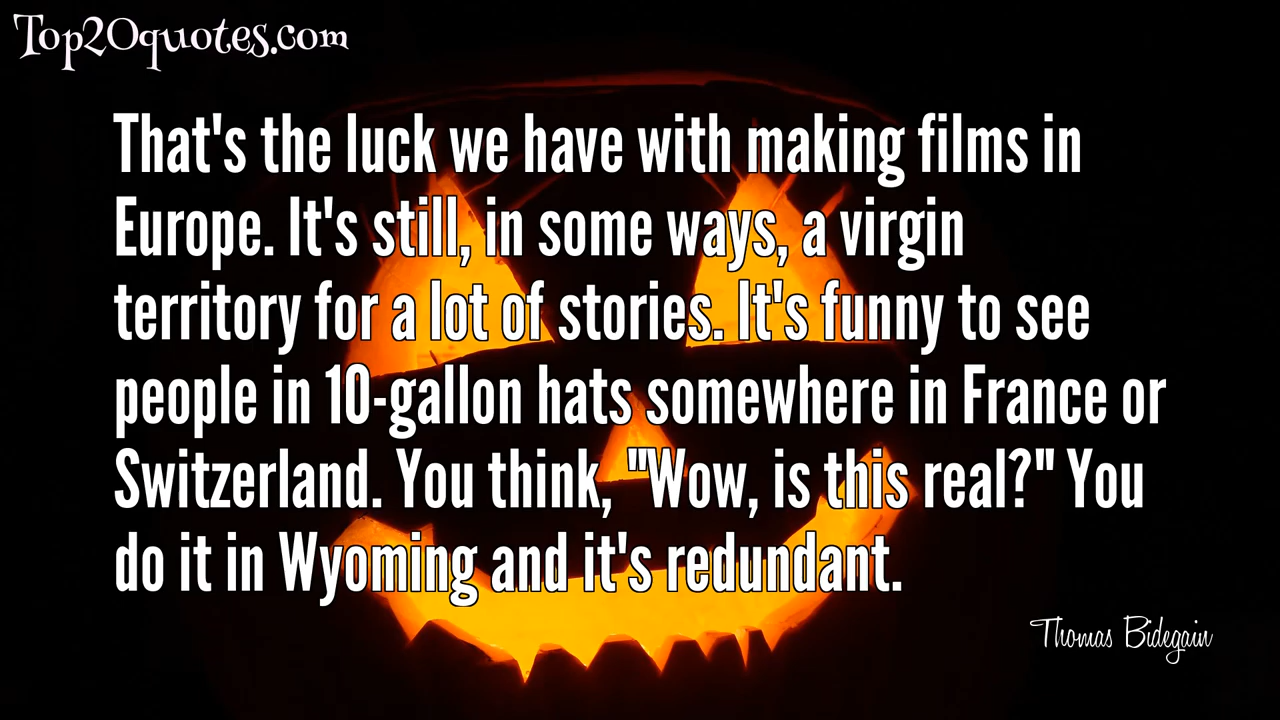 Top20quotes.com
That's the luck we have with making films in
Europe. It's still, in some ways, a virgin
territory for a lot of stories. It's funny to see
people in 10-gallon hats somewhere in France or
Switzerland. You think, "Wow, is this real?" You
do it in Wyoming and it's redundant.
Thomas Bidegain